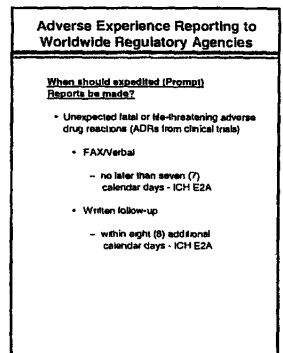 Adverse Experience Reporting to
Worldwide Regulatory Agencies
When should expedited (Prompt)
Reports be made?
• Unexpected fatal or life-threatening adverse
drug reactions (ADRs from clinical trials)
• FAX/Verbal
– no later than seven (7)
calendar days - ICH E2A
• Written follow-up
– within eight (8) additional
calendar days - ICH E2A